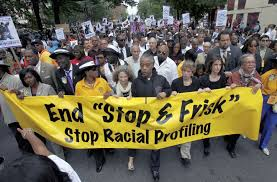 End "Stop & Frisk"
Stop Racial Profiling